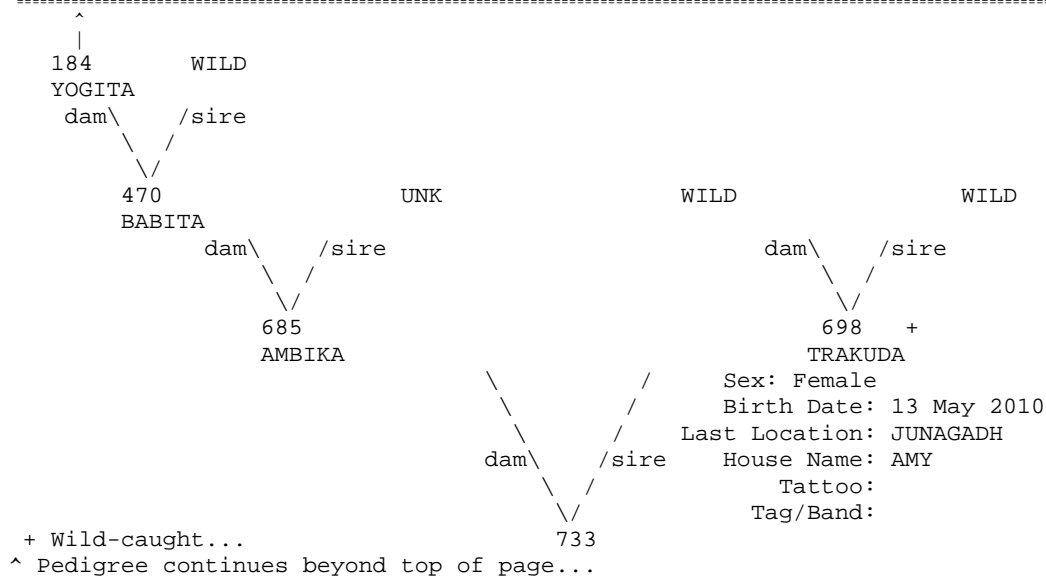 ================================================================================
^
|
184 WILD
YOGITA
dam\ /sire
\ /
\/
470 UNK WILD WILD
BABITA
dam\ /sire dam\ /sire
\ / \ /
\/ \/
685 698 +
AMBIKA TRAKUDA
\ / Sex: Female
\ / Birth Date: 13 May 2010
\ / Last Location: JUNAGADH
dam\ /sire House Name: AMY
\ / Tattoo:
\/ Tag/Band:
+ Wild-caught... 733
^ Pedigree continues beyond top of page...